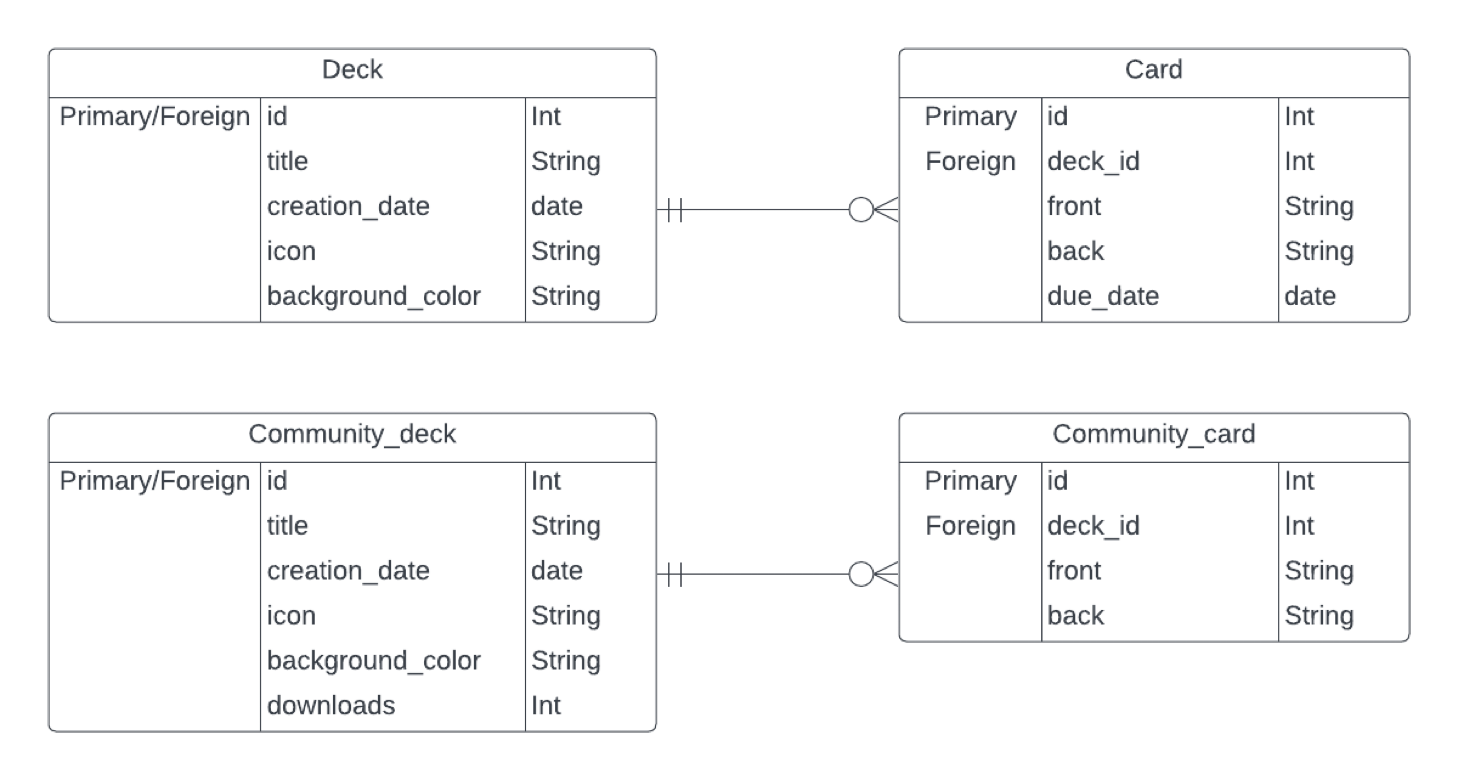 Deck
Primary/Foreign id Int
title String
creation_date date
icon String
background_color String
Card
Primary id Int
Foreign deck_id Int
front String
back String
due_date date
Community_deck
Primary/Foreign id Int
title String
creation_date date
icon String
background_color String
downloads Int
Community_card
Primary id Int
Foreign deck_id Int
front String
back String